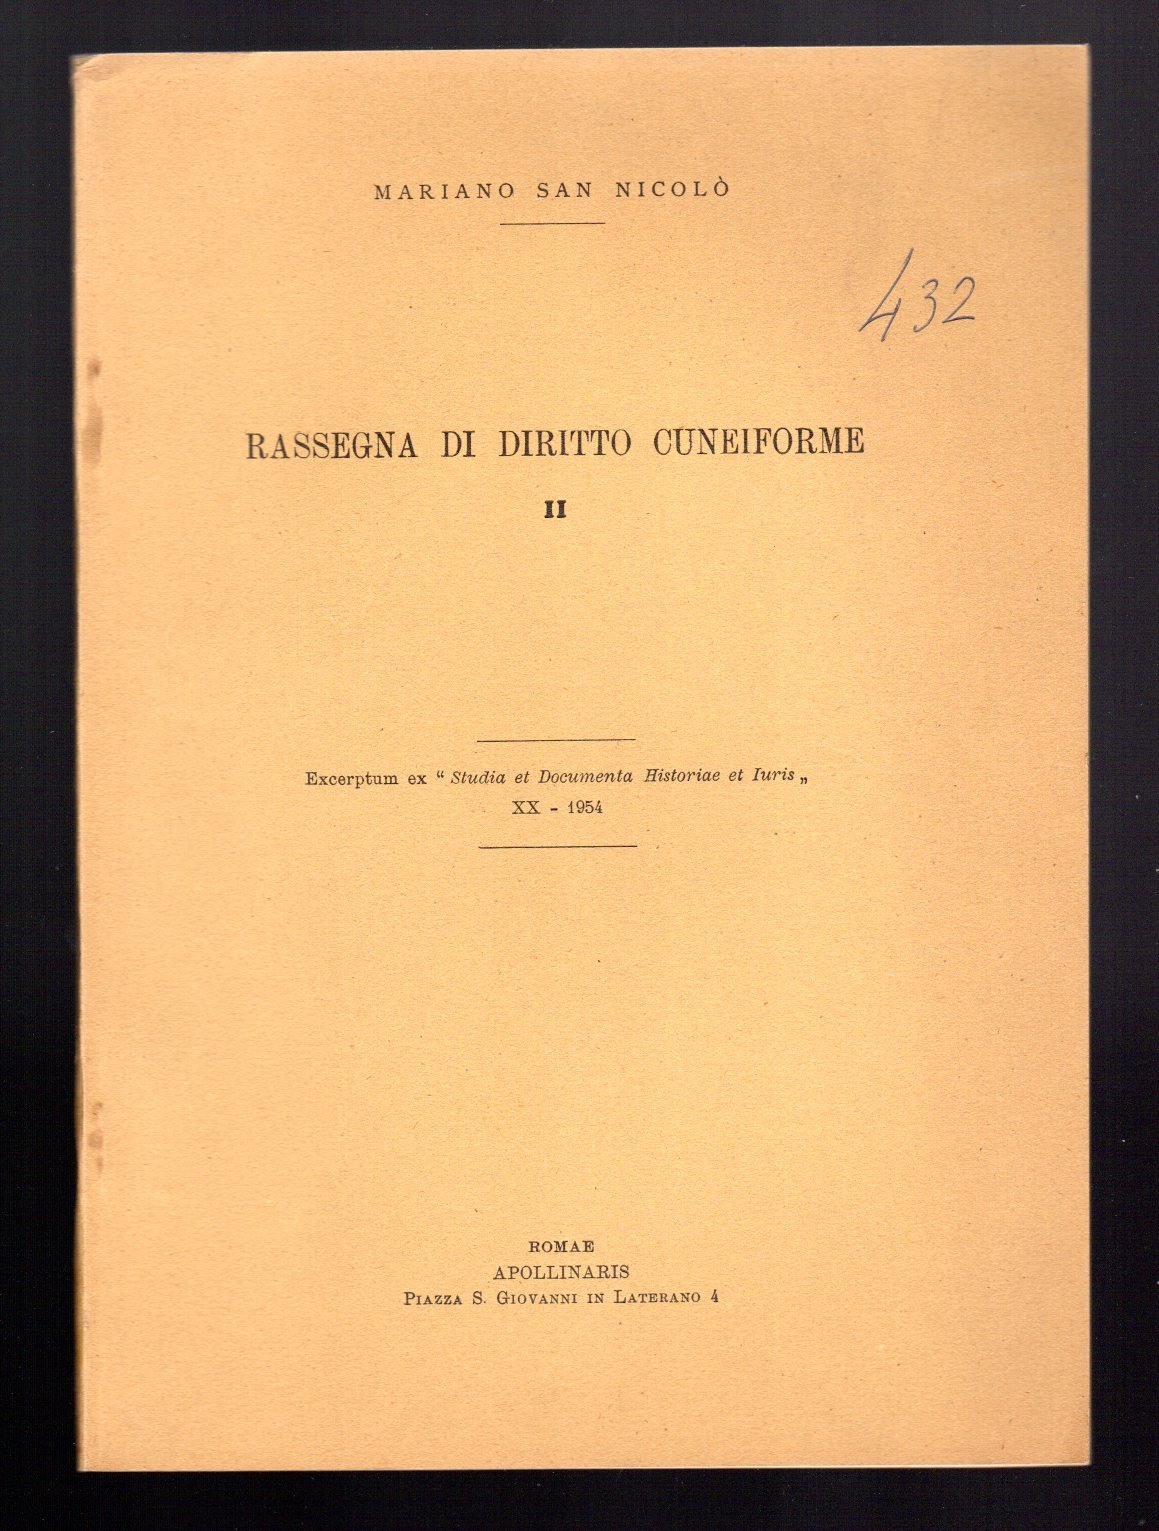 MARIANO SAN NICOLÒ
432
RASSEGNA DI DIRITTO CUNEIFORME
II
Excerptum ex “ Studia et Documenta Historiae et Iuris „
XX - 1954
ROMAE
APOLLINARIS
PIAZZA S. GIOVANNI IN LATERANO 4